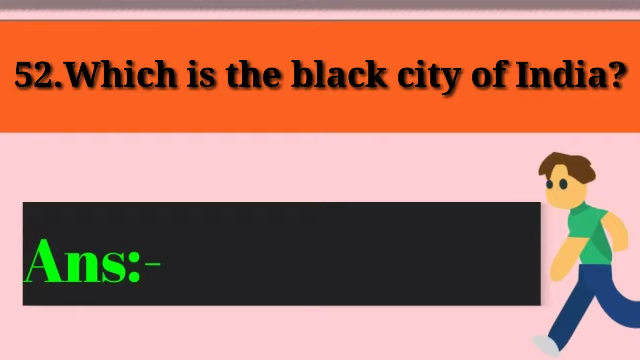 52.Which is the black city of India?
Ans:-